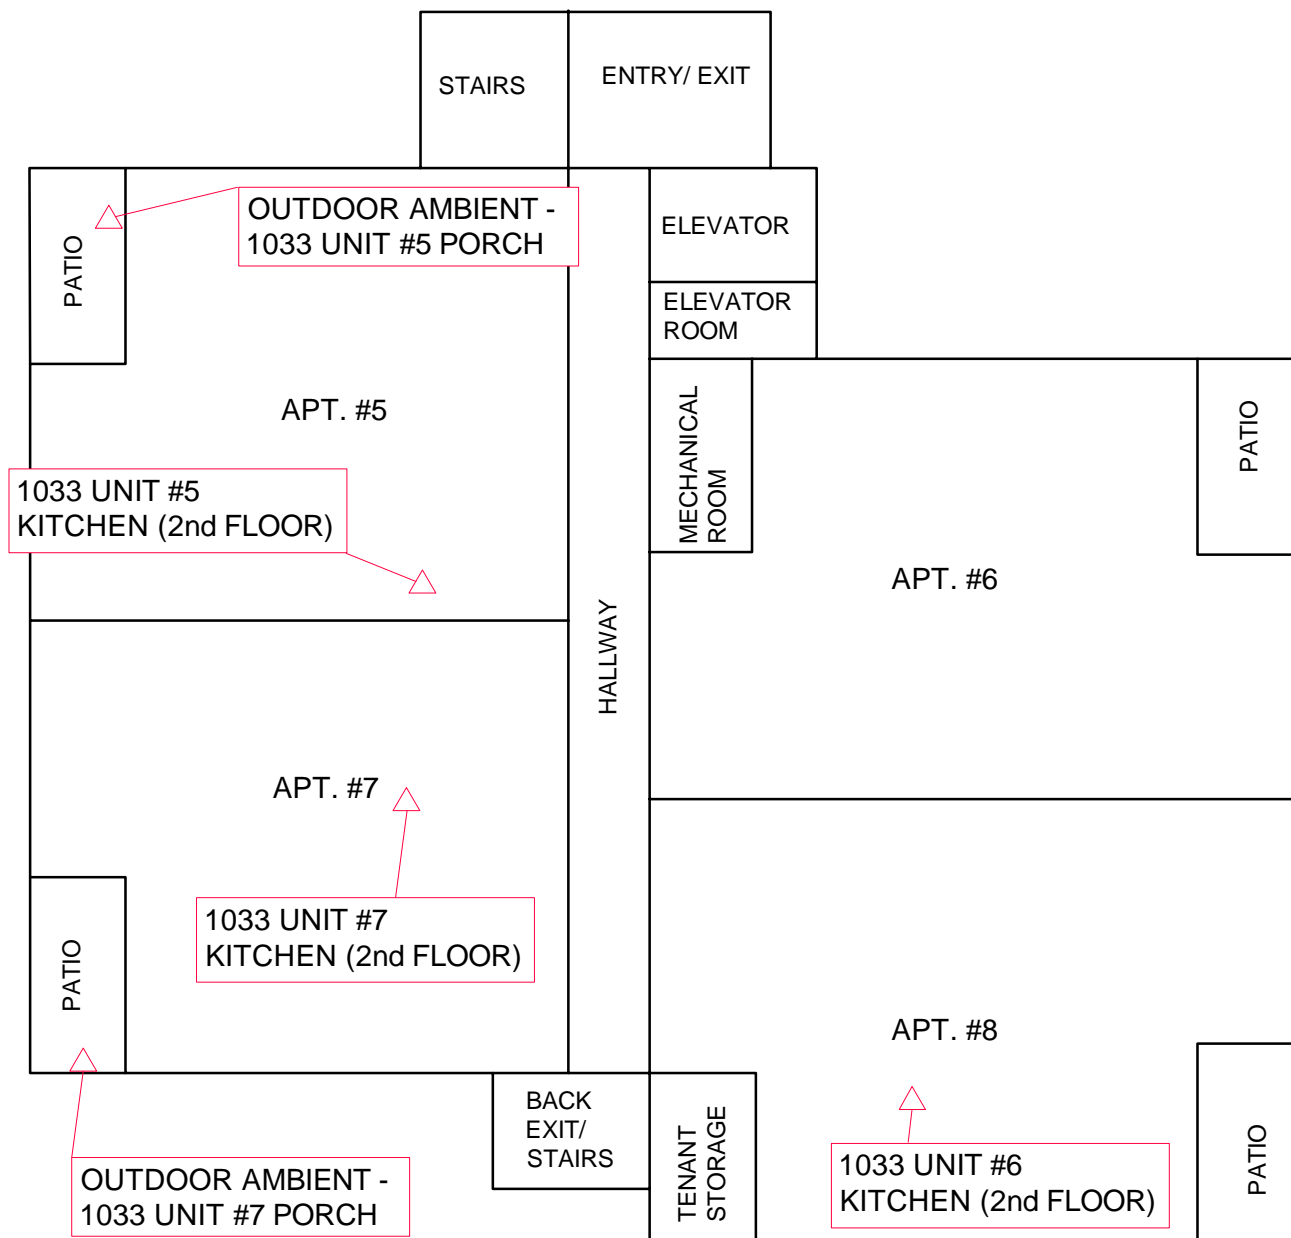 STAIRS
ENTRY/ EXIT
OUTDOOR AMBIENT -
1033 UNIT #5 PORCH
PATIO
ELEVATOR
ELEVATOR
ROOM
APT. #5
MECHANICAL
ROOM
PATIO
1033 UNIT #5
KITCHEN (2nd FLOOR)
APT. #6
HALLWAY
APT. #7
1033 UNIT #7
KITCHEN (2nd FLOOR)
PATIO
APT. #8
BACK
EXIT/
STAIRS
TENANT
STORAGE
1033 UNIT #6
KITCHEN (2nd FLOOR)
PATIO
OUTDOOR AMBIENT -
1033 UNIT #7 PORCH